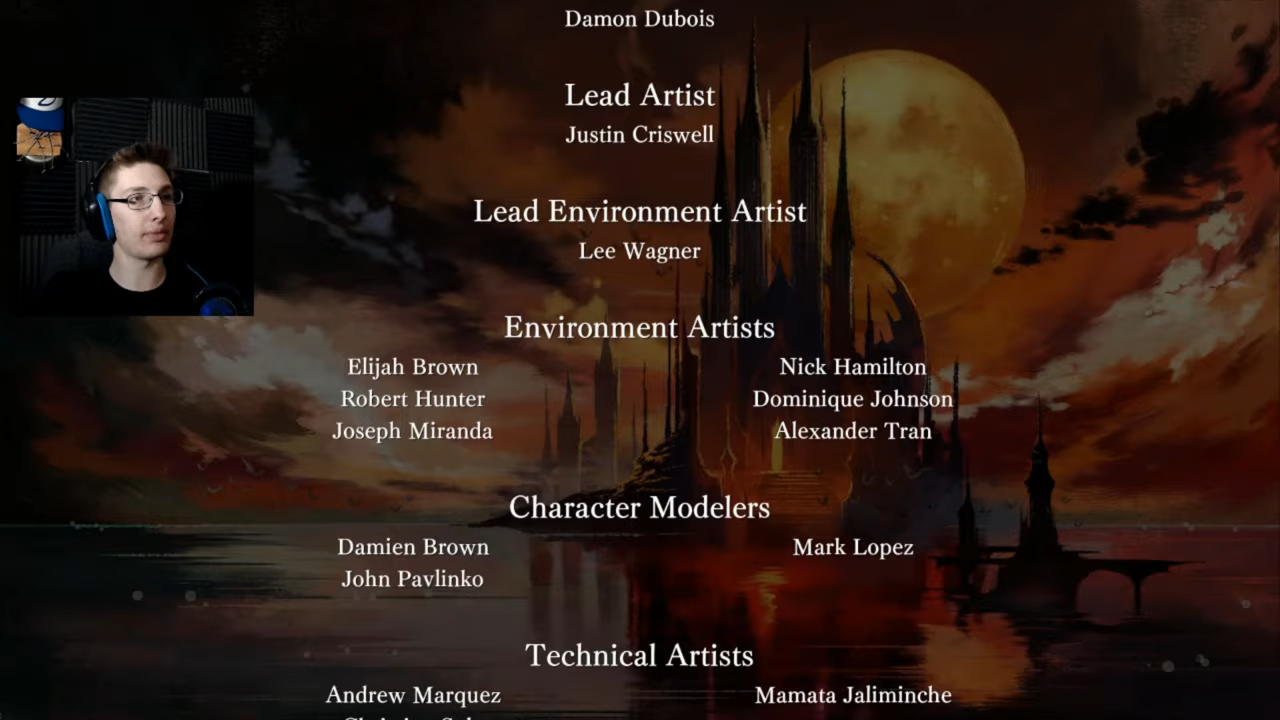 Damon Dubois
Lead Artist
Justin Criswell
Lead Environment Artist
Lee Wagner
Environment Artists
Elijah Brown
Nick Hamilton
Robert Hunter
Dominique Johnson
Joseph Miranda
Alexander Tran
Character Modelers
Damien Brown
Mark Lopez
John Pavlinko
Technical Artists
Andrew Marquez
Mamata Jaliminche